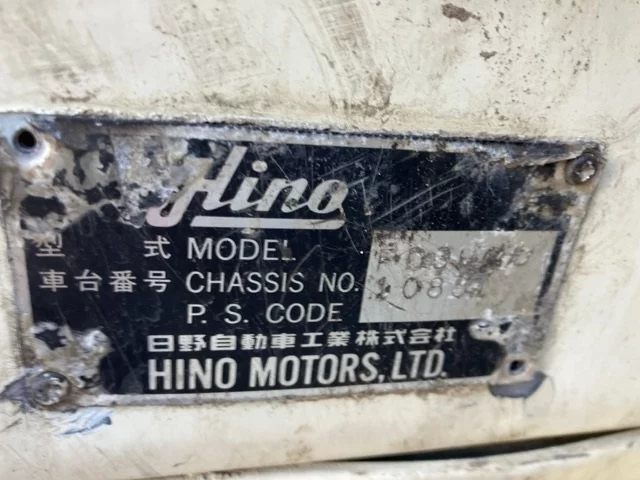 Hino
型 式 MODEL
車台番号 CHASSIS NO.
P. S. CODE
日野自動車工業株式会社
HINO MOTORS, LTD.